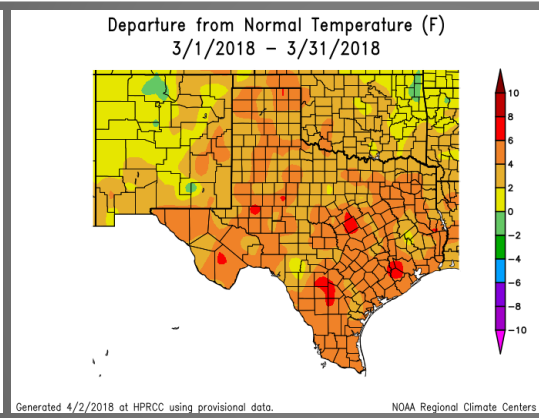 Departure from Normal Temperature (F)
3/1/2018 – 3/31/2018
10
8
6
4
2
0
-2
-4
-6
-8
-10
Generated 4/2/2018 at HPRCC using provisional data.
NOAA Regional Climate Centers